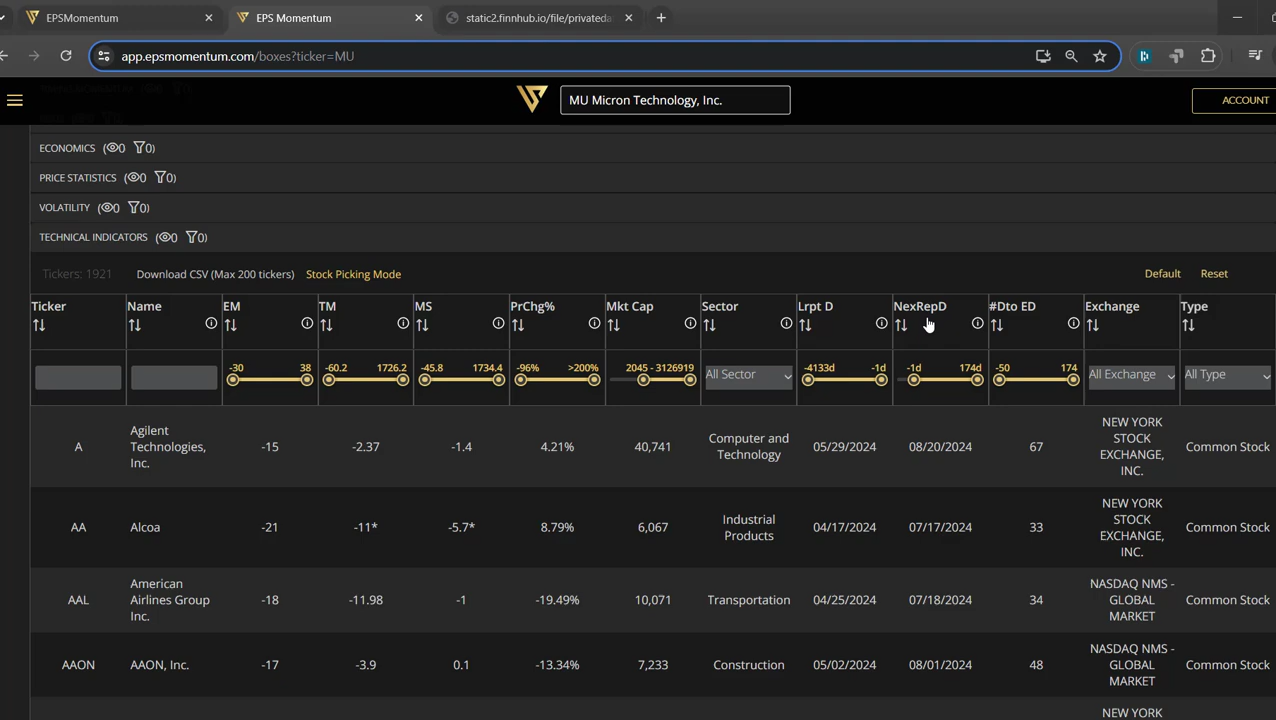 EPSMomentum
EPS Momentum
static2.finnhub.io/file/privateda
app.epsmomentum.com/boxes?ticker=MU
MU Micron Technology, Inc.
ACCOUNT
ECONOMICS (0 0)
PRICE STATISTICS (0 0)
VOLATILITY (0 0)
TECHNICAL INDICATORS (0 0)
Tickers: 1921 Download CSV (Max 200 tickers) Stock Picking Mode Default Reset
Ticker Name EM TM MS PrChg% Mkt Cap Sector Lrpt D NexRepD #Dto ED Exchange Type
-30 38 -60.2 1726.2 -45.8 1734.4 -96% >200% 2045 - 3126919 All Sector -4133d -1d -1d 174d -50 174 All Exchange All Type
A Agilent Technologies, Inc. -15 -2.37 -1.4 4.21% 40,741 Computer and Technology 05/29/2024 08/20/2024 67 NEW YORK STOCK EXCHANGE, INC. Common Stock
AA Alcoa -21 -11* -5.7* 8.79% 6,067 Industrial Products 04/17/2024 07/17/2024 33 NEW YORK STOCK EXCHANGE, INC. Common Stock
AAL American Airlines Group Inc. -18 -11.98 -1 -19.49% 10,071 Transportation 04/25/2024 07/18/2024 34 NASDAQ NMS - GLOBAL MARKET Common Stock
AAON AAON, Inc. -17 -3.9 0.1 -13.34% 7,233 Construction 05/02/2024 08/01/2024 48 NASDAQ NMS - GLOBAL MARKET Common Stock
NEW YORK